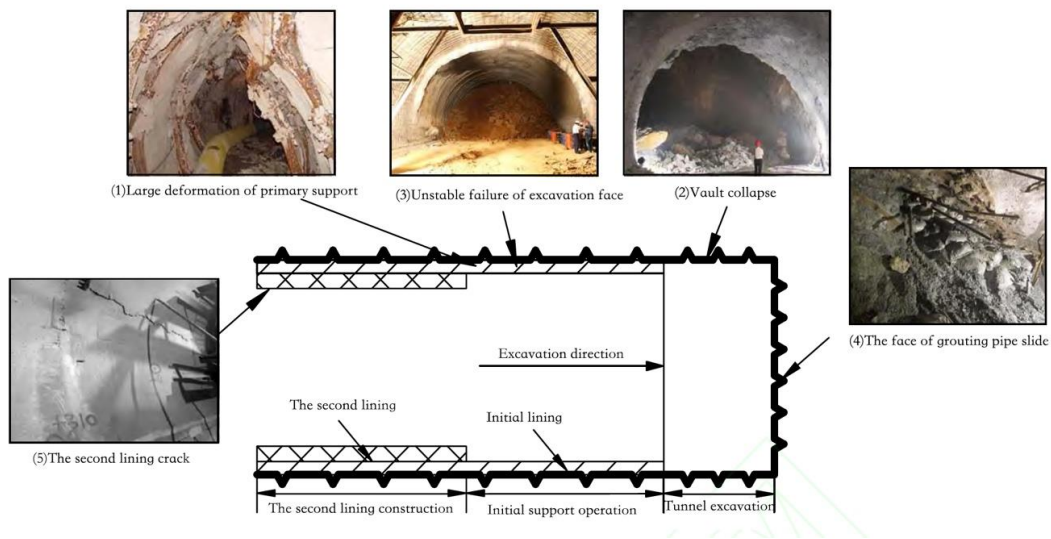 (1)Large deformation of primary support
(3)Unstable failure of excavation face
(2)Vault collapse
(4)The face of grouting pipe slide
Excavation direction
The second lining
Initial lining
(5)The second lining crack
The second lining construction
Initial support operation
Tunnel excavation